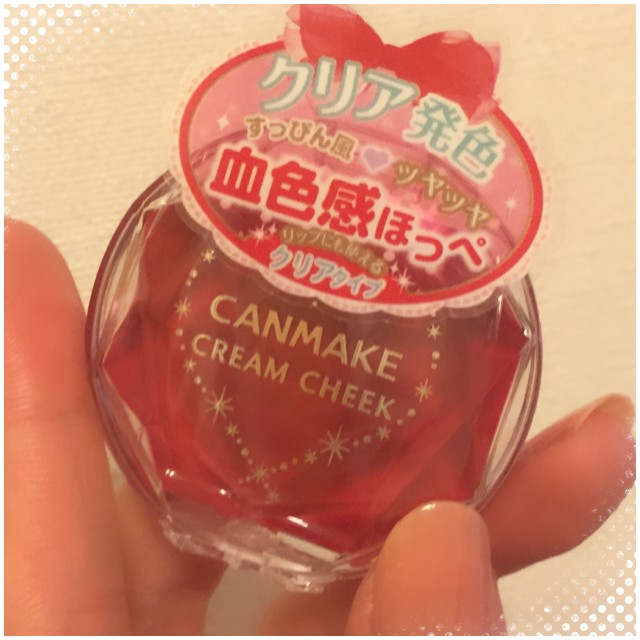 クリア発色
すっぴん風
ツヤツヤ
血色感ほっぺ
リップにも使える
クリアタイプ
CANMAKE
CREAM CHEEK